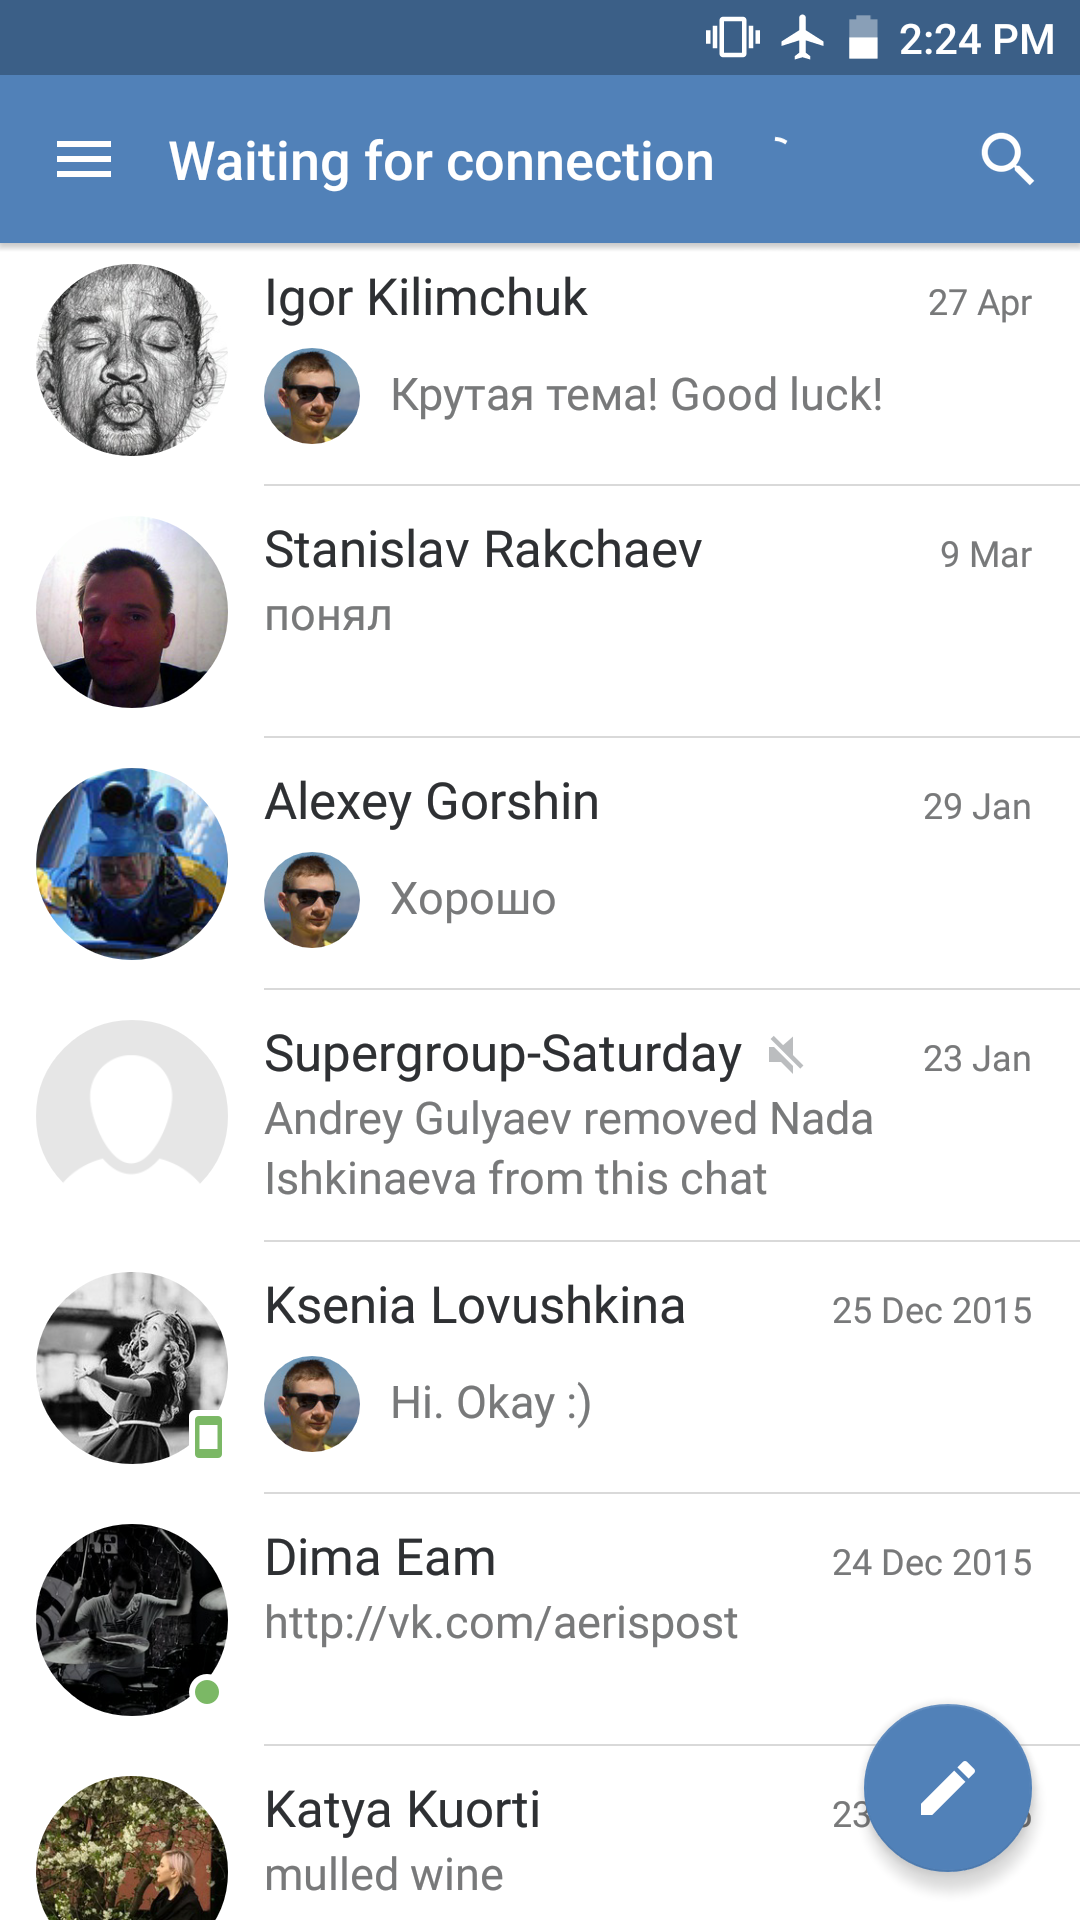 2:24 PM
Waiting for connection
Igor Kilimchuk
27 Apr
Крутая тема! Good luck!
Stanislav Rakchaev
9 Mar
понял
Alexey Gorshin
29 Jan
Хорошо
Supergroup-Saturday
23 Jan
Andrey Gulyaev removed Nada
Ishkinaeva from this chat
Ksenia Lovushkina
25 Dec 2015
Hi. Okay :)
Dima Eam
24 Dec 2015
http://vk.com/aerispost
Katya Kuorti
23
mulled wine